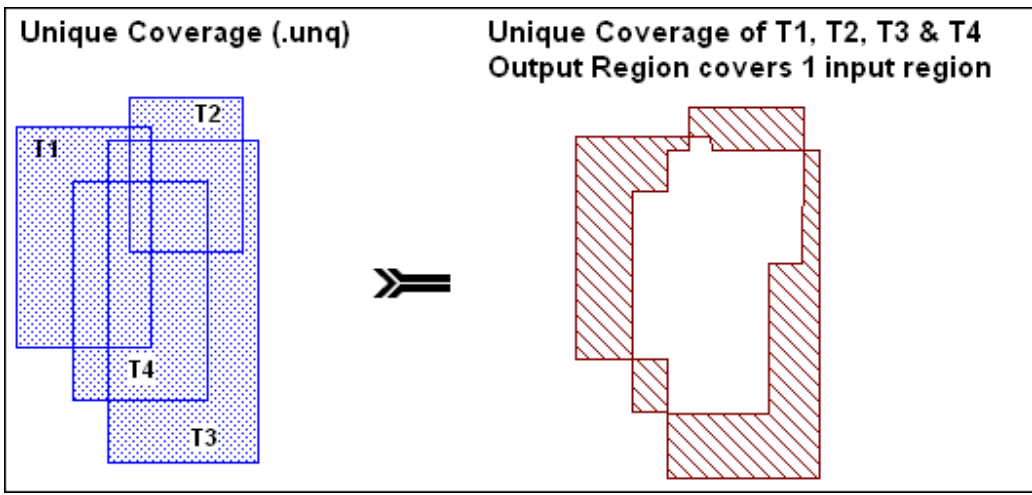 Unique Coverage (.unq)
Unique Coverage of T1, T2, T3 & T4
Output Region covers 1 input region
T2
T1
T4
T3